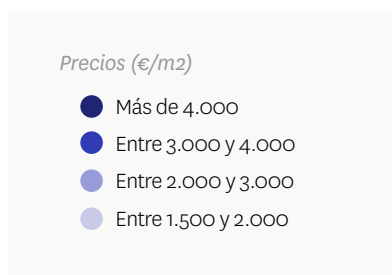 Precios (€/m2)
Más de 4.000
Entre 3.000 y 4.000
Entre 2.000 y 3.000
Entre 1.500 y 2.000